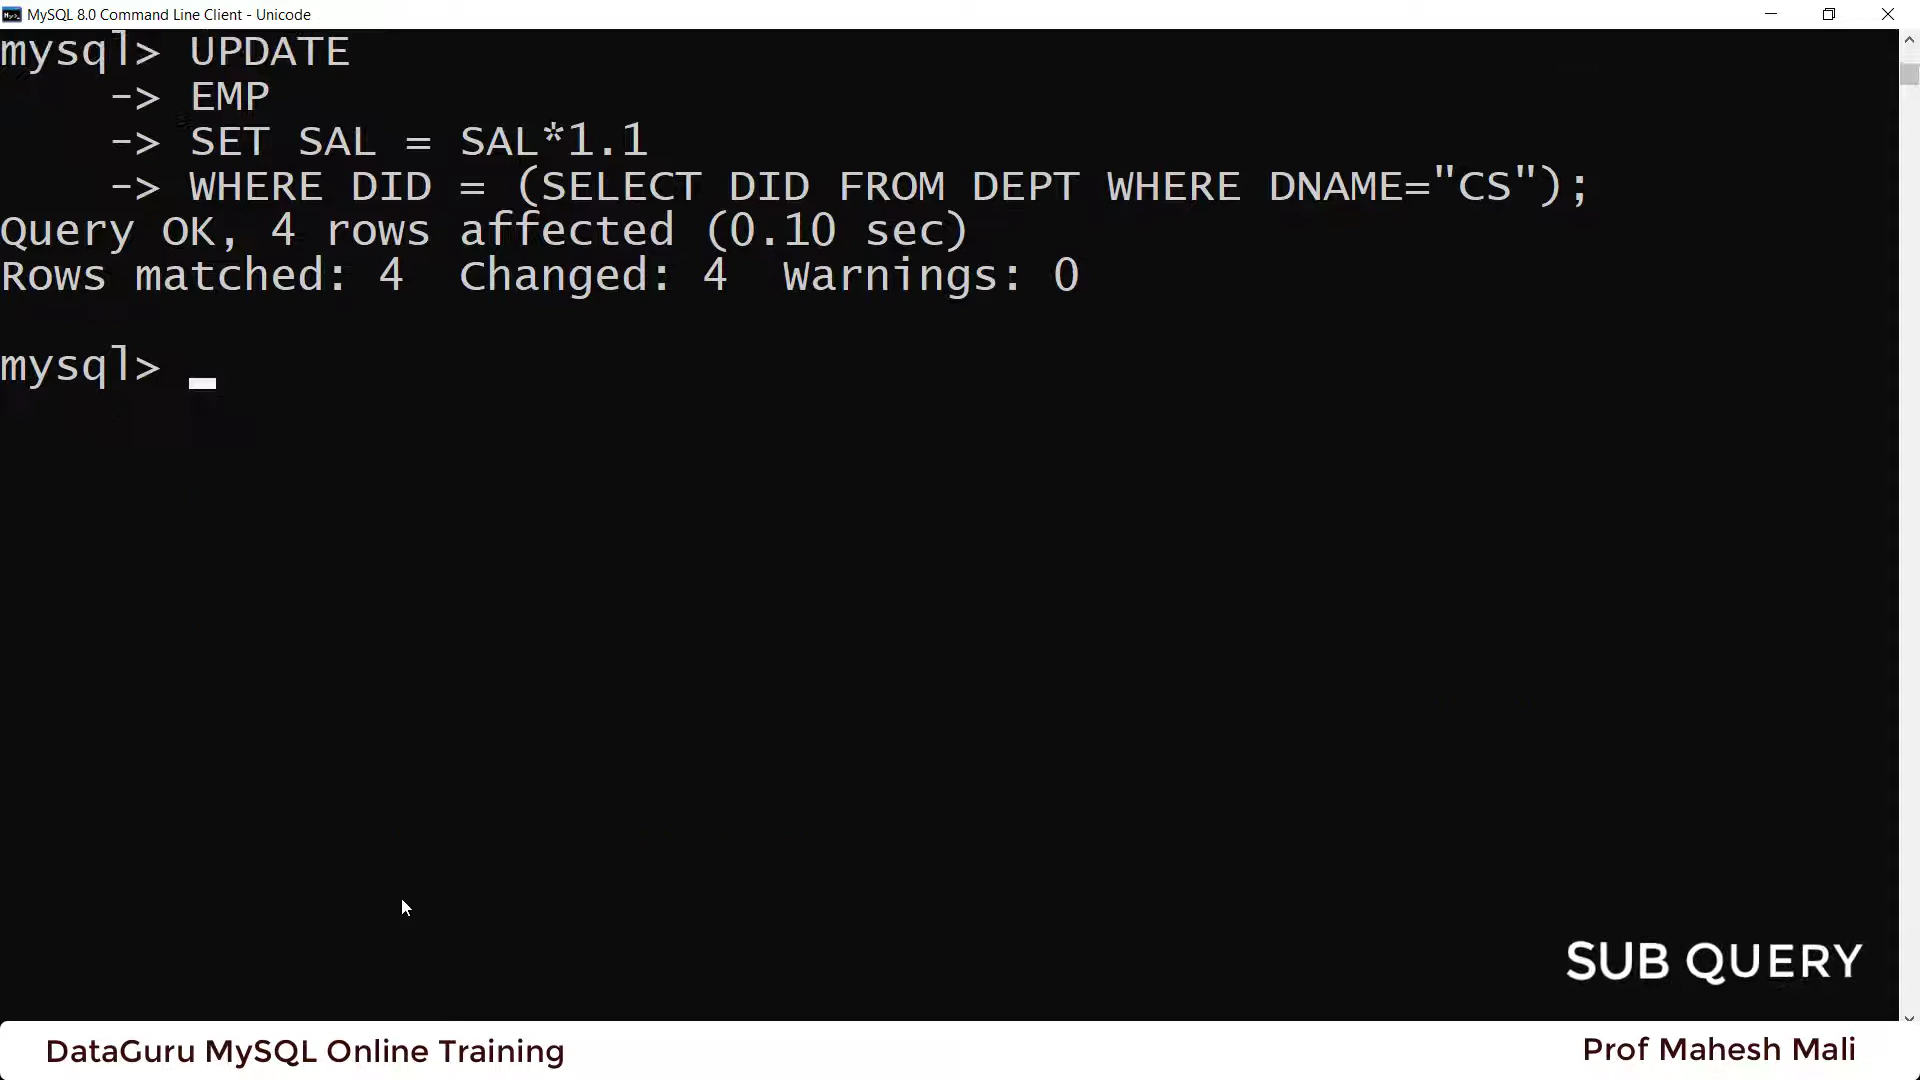 MySQL 8.0 Command Line Client - Unicode
mysql> UPDATE
-> EMP
-> SET SAL = SAL*1.1
-> WHERE DID = (SELECT DID FROM DEPT WHERE DNAME="CS");
Query OK, 4 rows affected (0.10 sec)
Rows matched: 4  Changed: 4  Warnings: 0
mysql> _
SUB QUERY
DataGuru MySQL Online Training
Prof Mahesh Mali